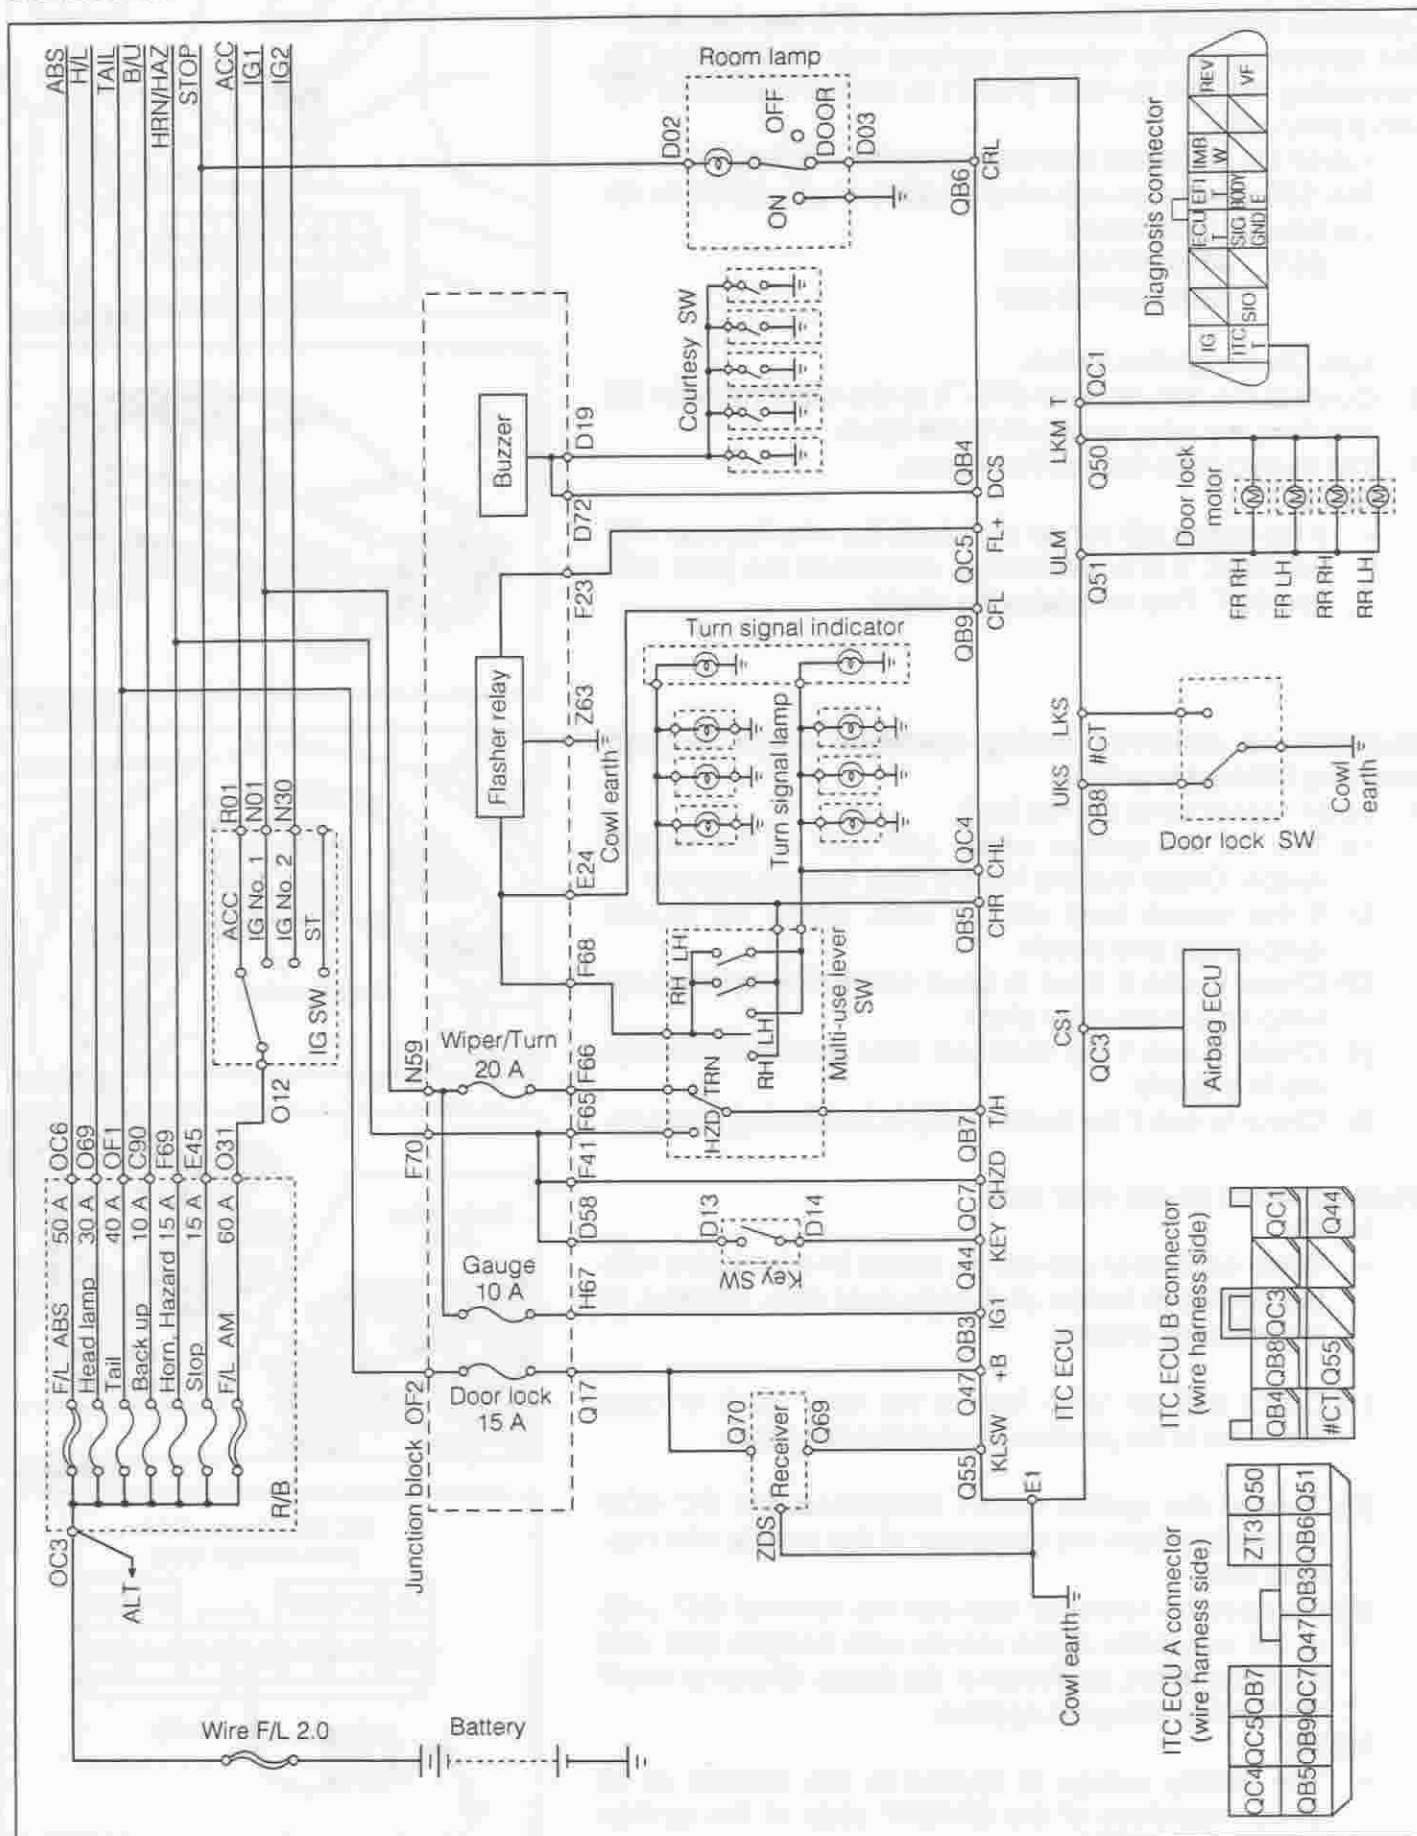 ABS
H/L
TAIL
B/U
HRN/HAZ
STOP
ACC
IG1
IG2
F/L ABS 50 A OC6
Head lamp 30 A O69
Tail 40 A OF1
Back up 10 A C90
Horn, Hazard 15 A F69
Stop 15 A E45
F/L AM 60 A O31
R/B
OC3
ALT
Wire F/L 2.0
Battery
O12
ACC R01
IG No. 1 N01
IG No. 2 N30
ST
IG SW
Junction block
OF2
F70
N59
Wiper/Turn
20 A
Gauge
10 A
Door lock
15 A
Buzzer
Flasher relay
D19
D72
F23
Z63
Cowl earth
E24
F68
F66
F65
F41
D58
H67
Q17
Room lamp
D02
OFF
DOOR
ON
D03
Courtesy SW
Turn signal indicator
Turn signal lamp
Multi-use lever
SW
RH LH
RH LH
TRN
HZD
D13
D14
Key SW
Q70
Receiver
Q69
ZDS
Cowl earth
QB6
CRL
QB4
DCS
QC5
FL+
QB9
CFL
QC4
CHL
QB5
CHR
QB7
T/H
QC7
CHZD
Q44
KEY
QB3
IG1
Q47
+B
Q55
KLSW
ITC ECU
E1
T
QC1
LKM
Q50
ULM
Q51
LKS
#CT
UKS
QB8
CS1
QC3
Diagnosis connector
IG
ECU
T
EFI
T
IMB
W
REV
ITC
T
SIO
SIG
GND
BODY
E
VF
Door lock
motor
FR RH
FR LH
RR RH
RR LH
Door lock SW
Cowl
earth
Airbag ECU
ITC ECU B connector
(wire harness side)
QB4 QB8 QC3 QC1
#CT Q55 Q44
ITC ECU A connector
(wire harness side)
QC4 QC5 QB7 ZT3 Q50
QB5 QB9 QC7 Q47 QB3 QB6 Q51